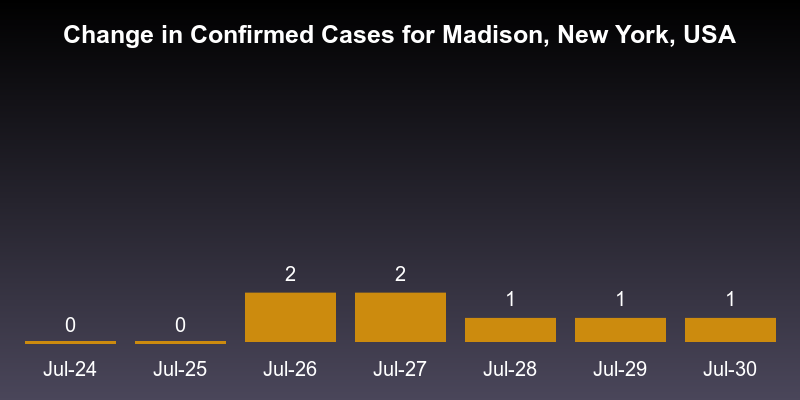 Change in Confirmed Cases for Madison, New York, USA
0 0 2 2 1 1 1
Jul-24 Jul-25 Jul-26 Jul-27 Jul-28 Jul-29 Jul-30